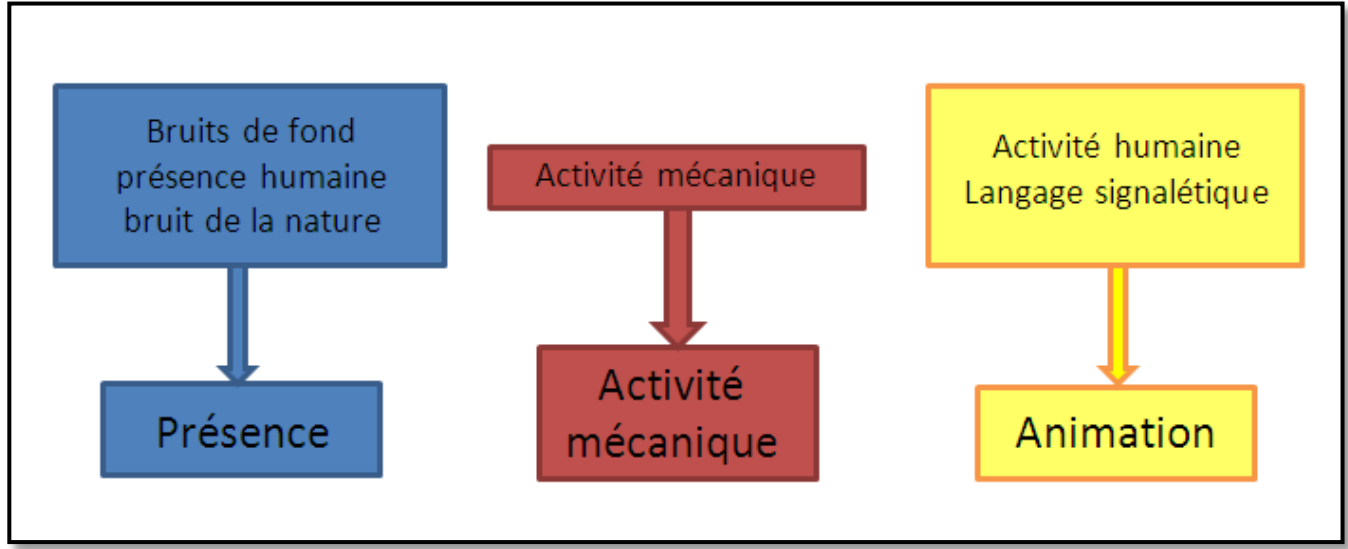 Bruits de fond
présence humaine
bruit de la nature
Présence
Activité mécanique
Activité
mécanique
Activité humaine
Langage signalétique
Animation